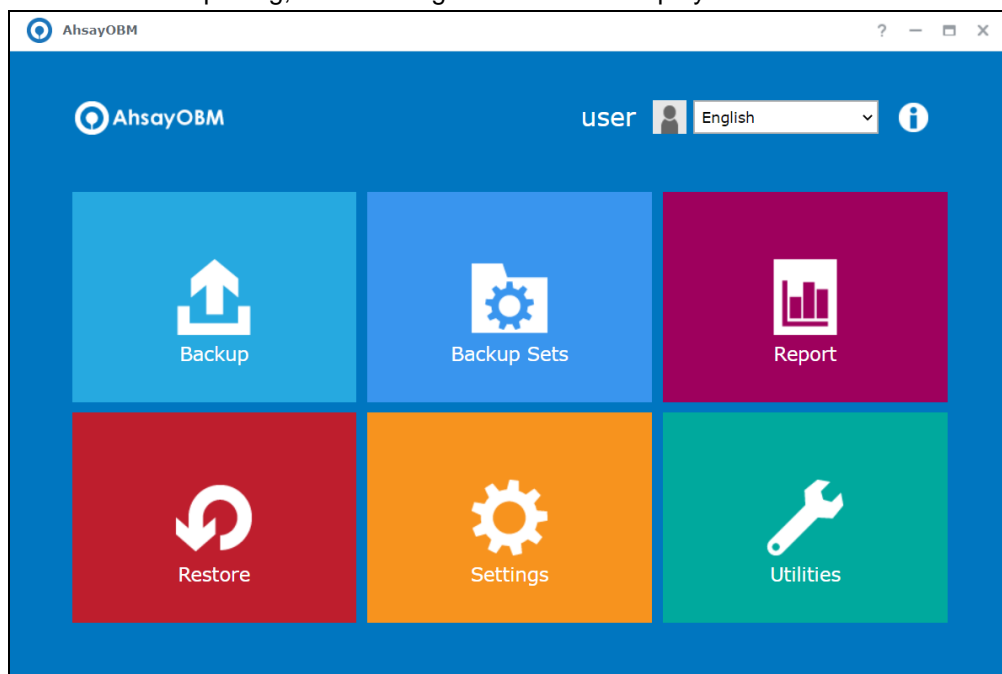 AhsayOBM
?
AhsayOBM
user
English
i
Backup
Backup Sets
Report
Restore
Settings
Utilities